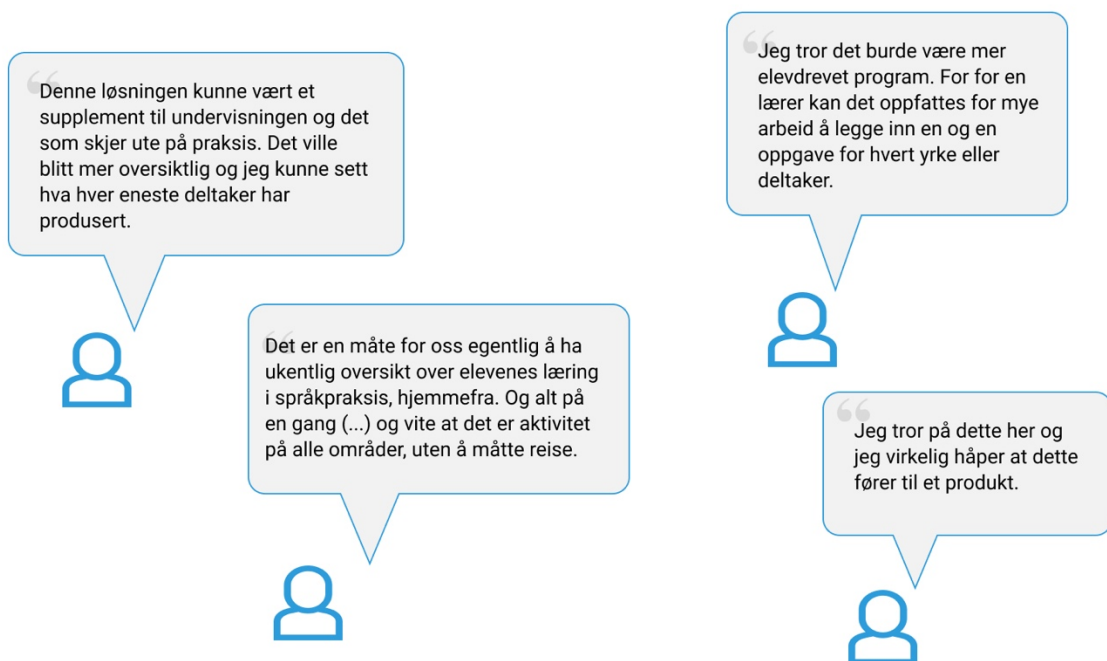 Denne løsningen kunne vært et
supplement til undervisningen og det
som skjer ute på praksis. Det ville
blitt mer oversiktlig og jeg kunne sett
hva hver eneste deltaker har
produsert.
Jeg tror det burde være mer
elevdrevet program. For for en
lærer kan det oppfattes for mye
arbeid å legge inn en og en
oppgave for hvert yrke eller
deltaker.
Det er en måte for oss egentlig å ha
ukentlig oversikt over elevenes læring
i språkpraksis, hjemmefra. Og alt på
en gang (...) og vite at det er aktivitet
på alle områder, uten å måtte reise.
Jeg tror på dette her og
jeg virkelig håper at dette
fører til et produkt.